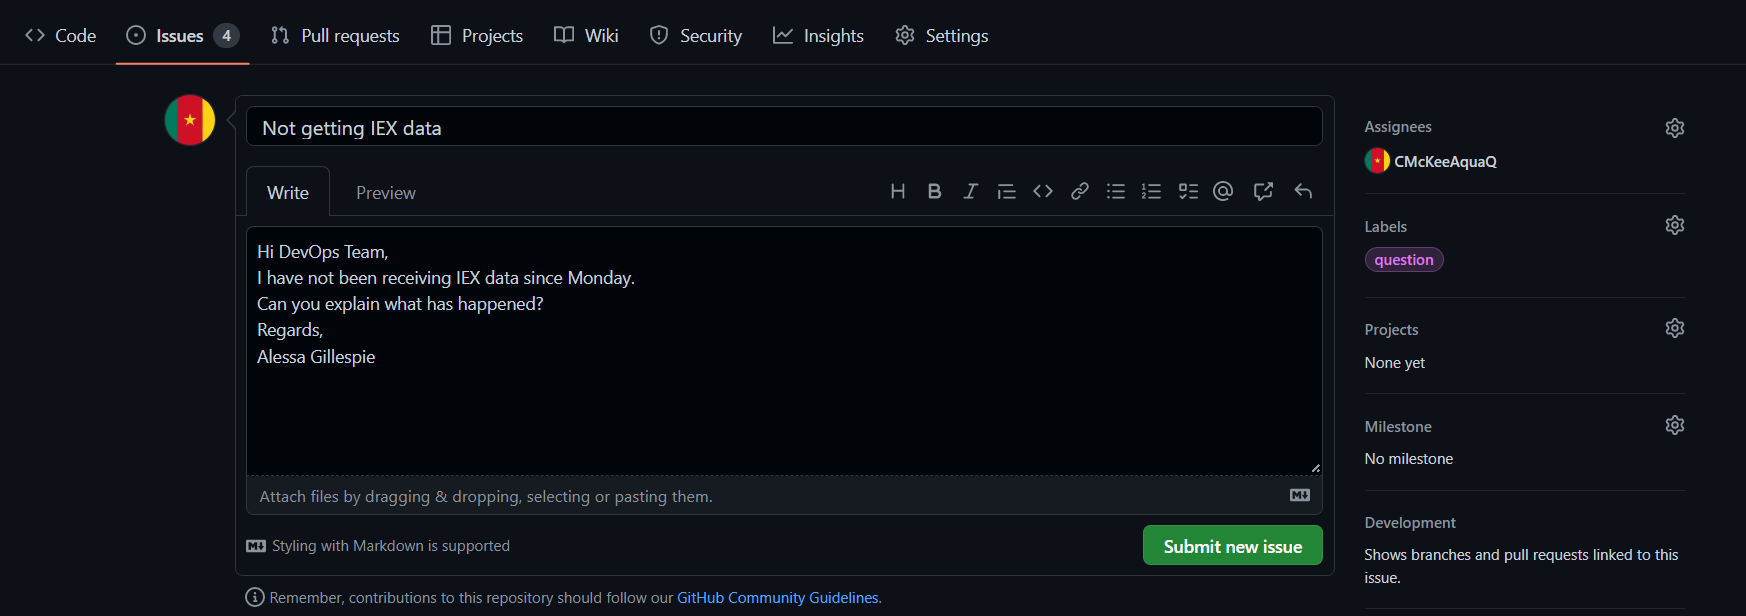 Code Issues 4 Pull requests Projects Wiki Security Insights Settings
Not getting IEX data
Write Preview
Hi DevOps Team,
I have not been receiving IEX data since Monday.
Can you explain what has happened?
Regards,
Alessa Gillespie
Attach files by dragging & dropping, selecting or pasting them.
Styling with Markdown is supported
Submit new issue
Remember, contributions to this repository should follow our GitHub Community Guidelines.
Assignees
CMcKeeAquaQ
Labels
question
Projects
None yet
Milestone
No milestone
Development
Shows branches and pull requests linked to this
issue.